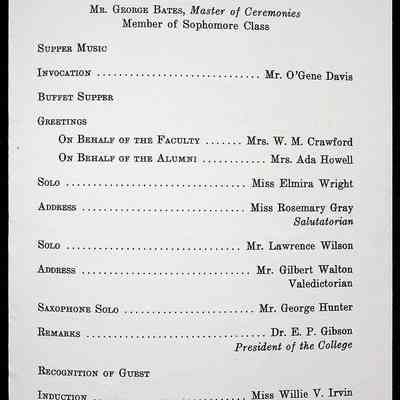 Mr. George Bates, Master of Ceremonies
Member of Sophomore Class
Supper Music
Invocation .............................. Mr. O'Gene Davis
Buffet Supper
Greetings
On Behalf of the Faculty ....... Mrs. W. M. Crawford
On Behalf of the Alumni ............ Mrs. Ada Howell
Solo .................................. Miss Elmira Wright
Address .............................. Miss Rosemary Gray
Salutatorian
Solo ................................. Mr. Lawrence Wilson
Address ............................... Mr. Gilbert Walton
Valedictorian
Saxophone Solo ........................ Mr. George Hunter
Remarks ................................ Dr. E. P. Gibson
President of the College
Recognition of Guest
Induction ............................ Miss Willie V. Irvin